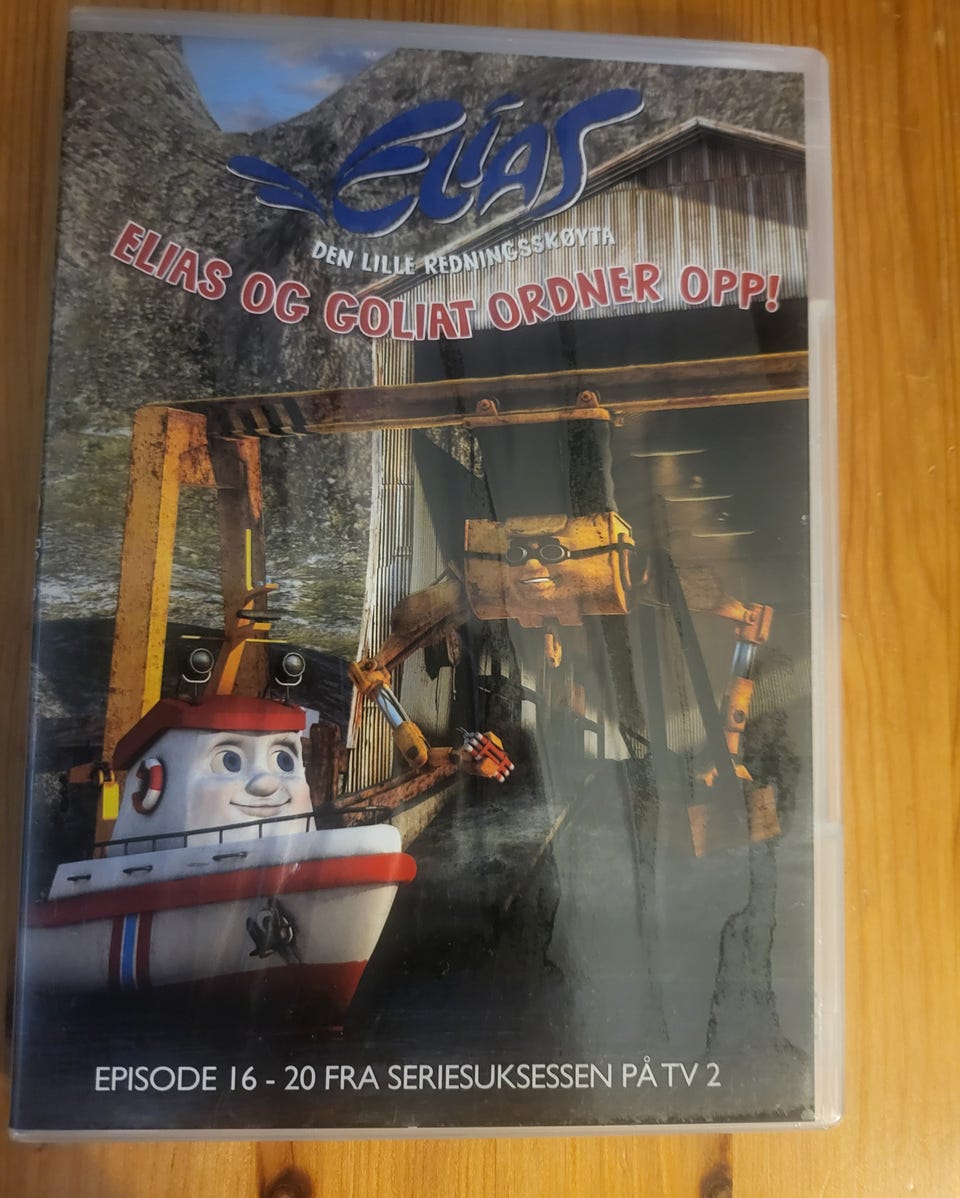 ELIAS
DEN LILLE REDNINGSSKØYTA
ELIAS OG GOLIAT ORDNER OPP!
EPISODE 16 - 20 FRA SERIESUKSESSEN PÅ TV 2